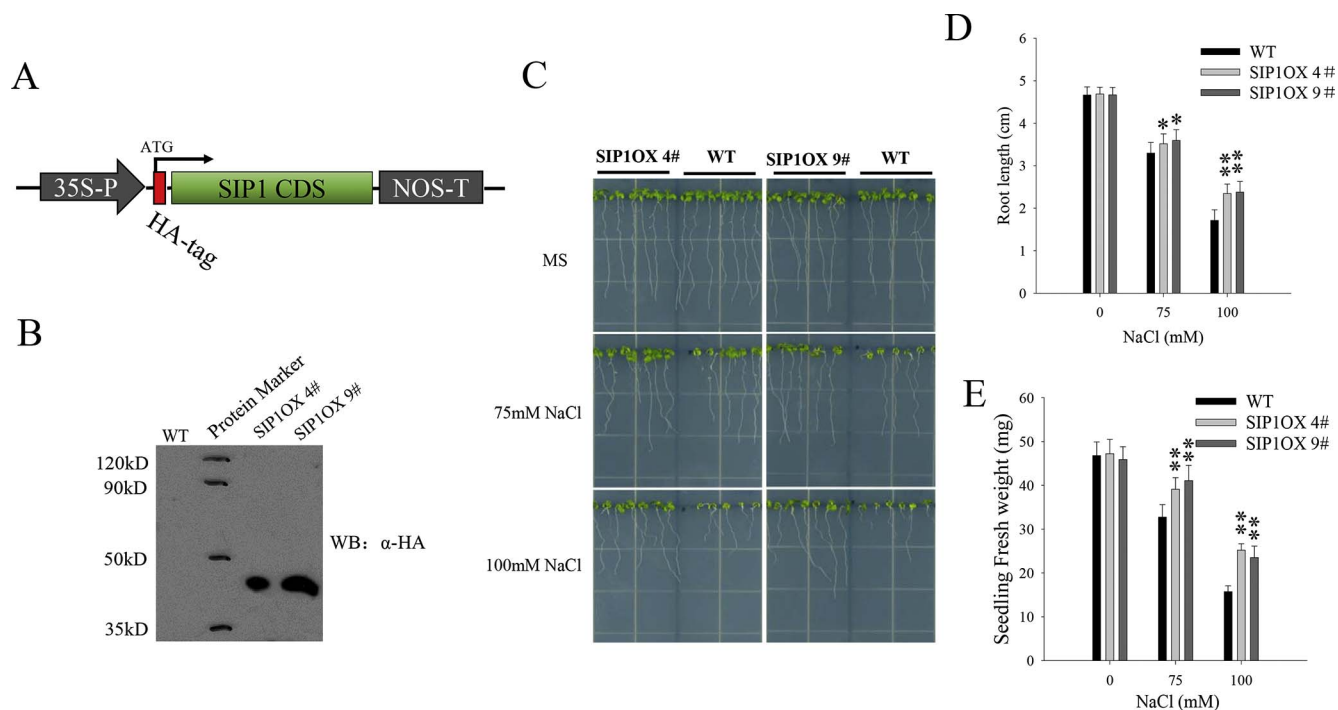 A
ATG
35S-P
SIP1 CDS
NOS-T
HA-tag
B
WT
Protein Marker
SIP1OX 4#
SIP1OX 9#
120kD
90kD
50kD
35kD
WB: α-HA
C
SIP1OX 4#
WT
SIP1OX 9#
WT
MS
75mM NaCl
100mM NaCl
D
WT
SIP1OX 4#
SIP1OX 9#
Root length (cm)
6
5
4
3
2
1
0
* *
** **
0
75
100
NaCl (mM)
E
WT
SIP1OX 4#
SIP1OX 9#
Seedling Fresh weight (mg)
60
50
40
30
20
10
0
** **
** **
0
75
100
NaCl (mM)